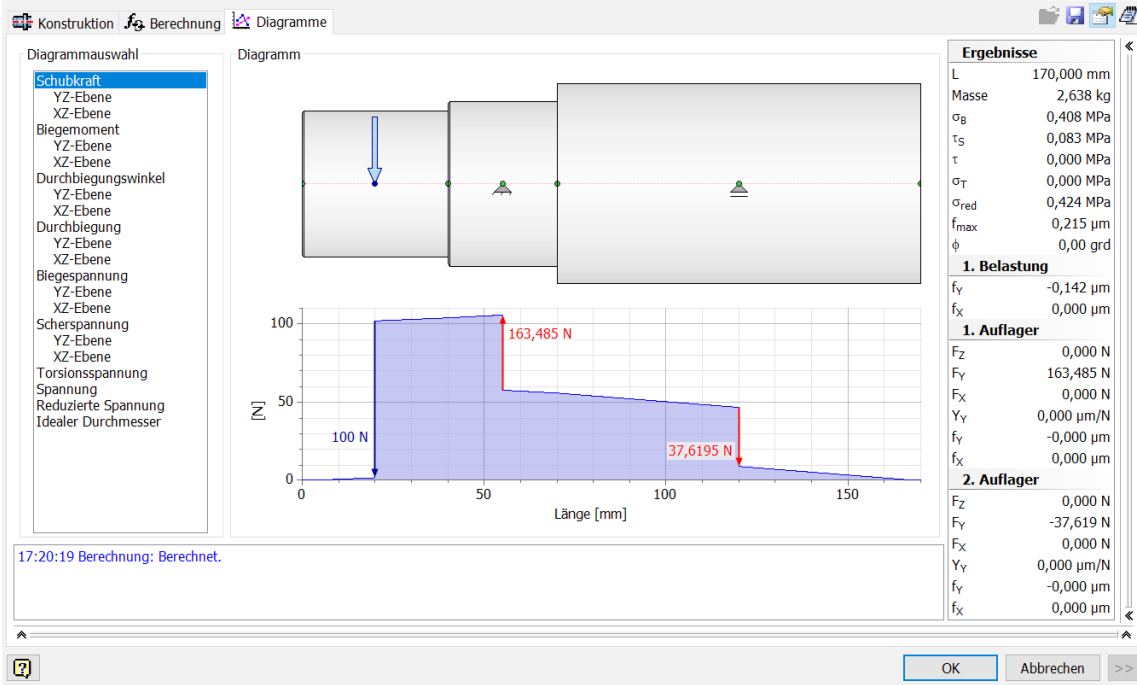 Konstruktion Berechnung Diagramme
Diagrammauswahl
Schubkraft
YZ-Ebene
XZ-Ebene
Biegemoment
YZ-Ebene
XZ-Ebene
Durchbiegungswinkel
YZ-Ebene
XZ-Ebene
Durchbiegung
YZ-Ebene
XZ-Ebene
Biegespannung
YZ-Ebene
XZ-Ebene
Scherspannung
YZ-Ebene
XZ-Ebene
Torsionsspannung
Spannung
Reduzierte Spannung
Idealer Durchmesser
Diagramm
100
163,485 N
[N]
50
100 N
37,6195 N
0
0 50 100 150
Länge [mm]
Ergebnisse
L 170,000 mm
Masse 2,638 kg
σB 0,408 MPa
τS 0,083 MPa
τ 0,000 MPa
σT 0,000 MPa
σred 0,424 MPa
fmax 0,215 µm
ϕ 0,00 grd
1. Belastung
fY -0,142 µm
fX 0,000 µm
1. Auflager
FZ 0,000 N
FY 163,485 N
FX 0,000 N
YY 0,000 µm/N
fY -0,000 µm
fX 0,000 µm
2. Auflager
FZ 0,000 N
FY -37,619 N
FX 0,000 N
YY 0,000 µm/N
fY -0,000 µm
fX 0,000 µm
17:20:19 Berechnung: Berechnet.
OK Abbrechen >>